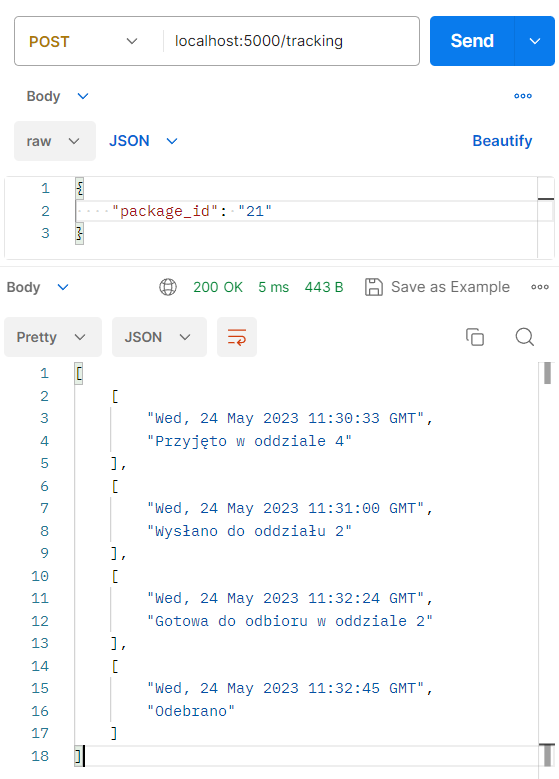 POST localhost:5000/tracking Send
Body
raw JSON Beautify
1 {
2 "package_id": "21"
3 }
Body 200 OK 5 ms 443 B Save as Example
Pretty JSON
1 [
2 [
3 "Wed, 24 May 2023 11:30:33 GMT",
4 "Przyjęto w oddziale 4"
5 ],
6 [
7 "Wed, 24 May 2023 11:31:00 GMT",
8 "Wysłano do oddziału 2"
9 ],
10 [
11 "Wed, 24 May 2023 11:32:24 GMT",
12 "Gotowa do odbioru w oddziale 2"
13 ],
14 [
15 "Wed, 24 May 2023 11:32:45 GMT",
16 "Odebrano"
17 ]
18 ]